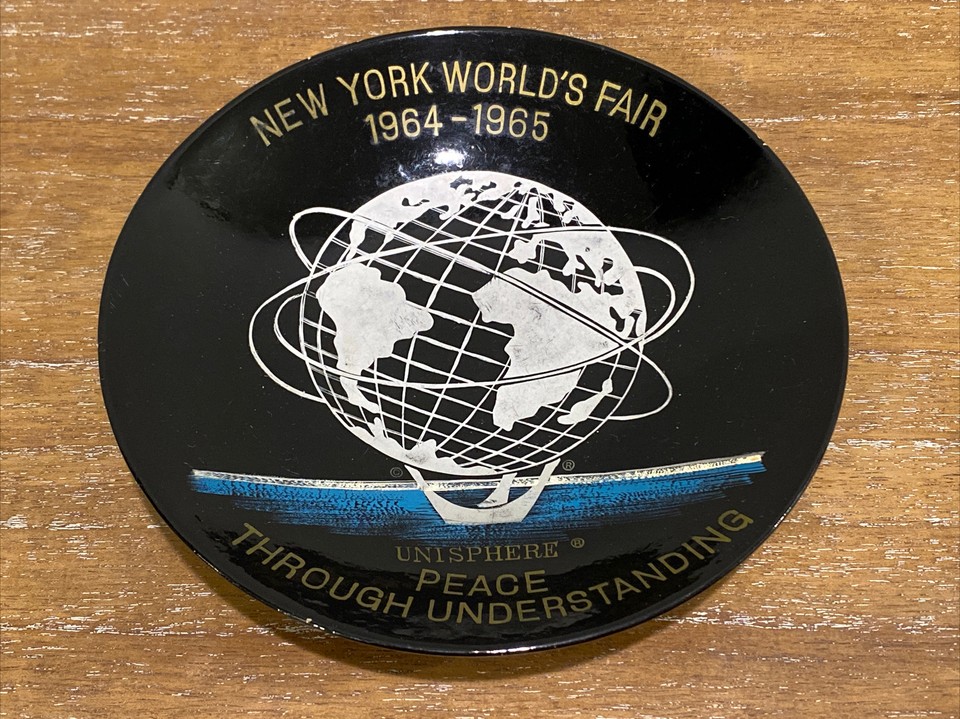 NEW YORK WORLD'S FAIR
1964-1965
© ®
UNISPHERE ®
PEACE
THROUGH UNDERSTANDING